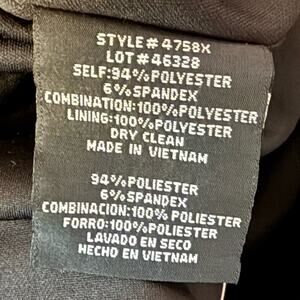 STYLE# 4758X
LOT #46328
SELF:94%POLYESTER
6%SPANDEX
COMBINATION:100%POLYESTER
LINING:100%POLYESTER
DRY CLEAN
MADE IN VIETNAM
94%POLIESTER
6%SPANDEX
COMBINACION:100% POLIESTER
FORRO:100% POLIESTER
LAVADO EN SECO
HECHO EN VIETNAM